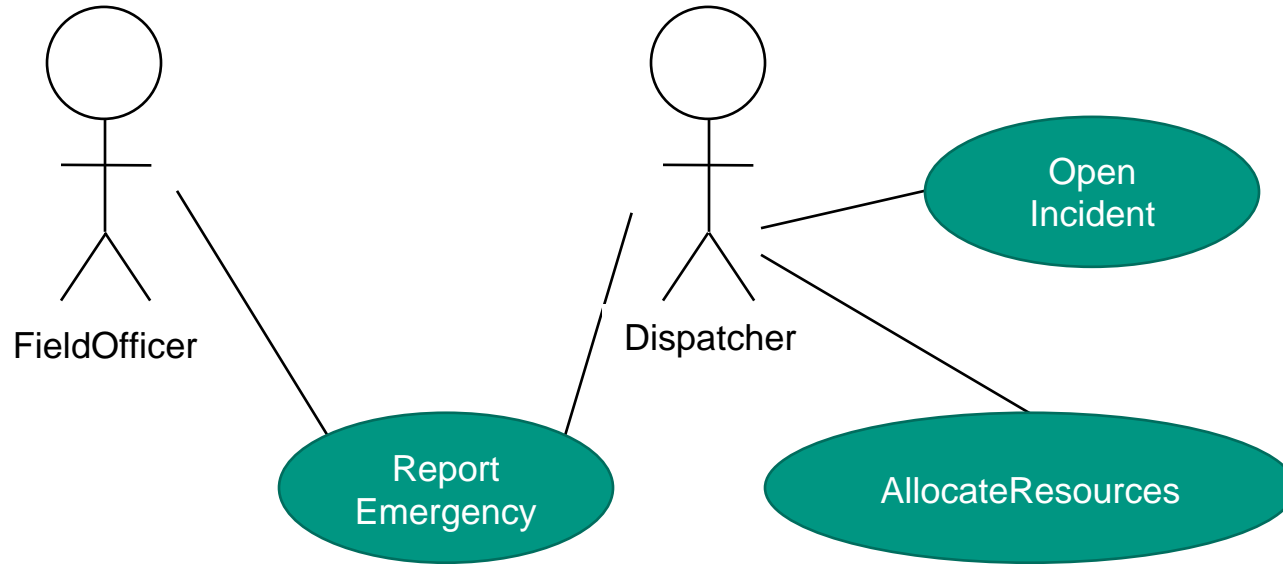 Open
Incident
FieldOfficer
Dispatcher
Report
Emergency
AllocateResources